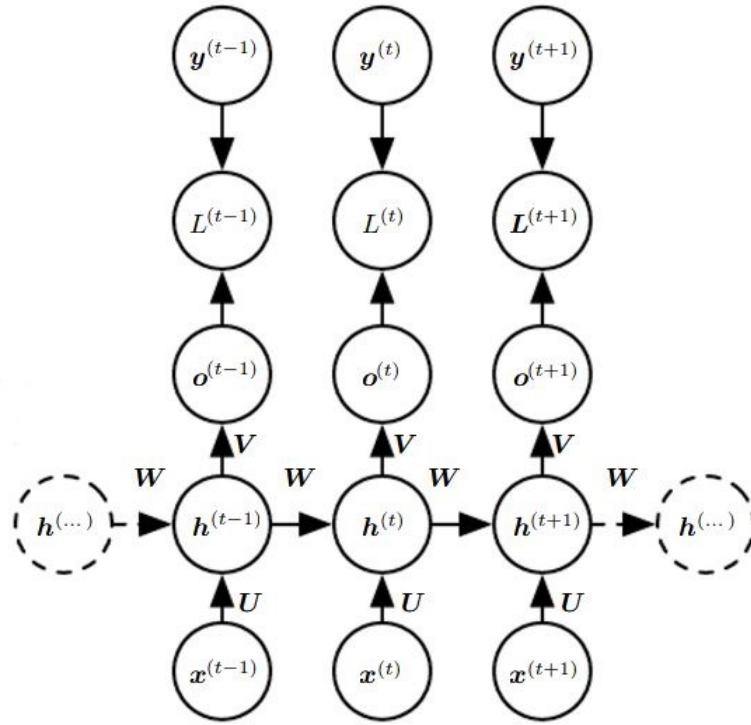 y^(t−1) y^(t) y^(t+1)
L^(t−1) L^(t) L^(t+1)
o^(t−1) o^(t) o^(t+1)
V V V
W W W W
h^(...) h^(t−1) h^(t) h^(t+1) h^(...)
U U U
x^(t−1) x^(t) x^(t+1)